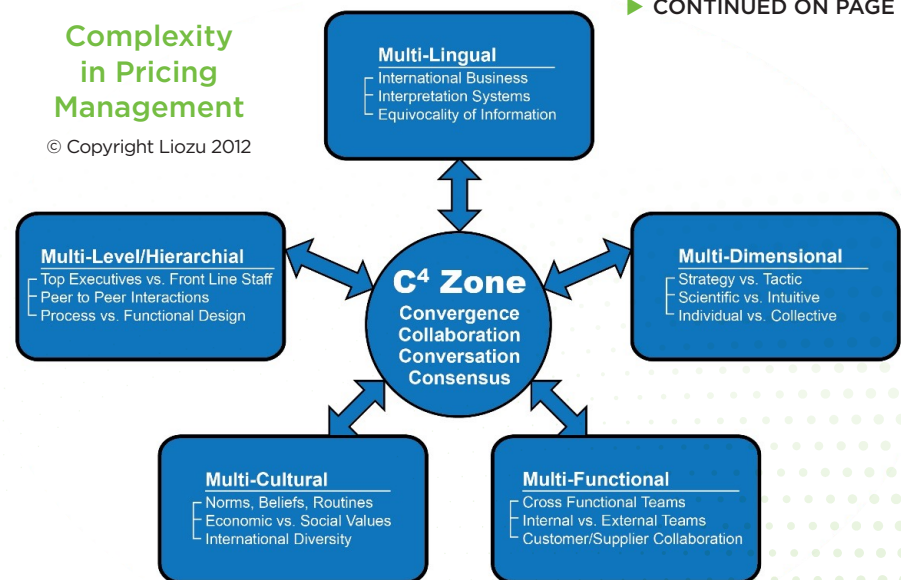 ▶ CONTINUED ON PAGE
Complexity
in Pricing
Management
© Copyright Liozu 2012
Multi-Lingual
International Business
Interpretation Systems
Equivocality of Information
Multi-Level/Hierarchial
Top Executives vs. Front Line Staff
Peer to Peer Interactions
Process vs. Functional Design
C⁴ Zone
Convergence
Collaboration
Conversation
Consensus
Multi-Dimensional
Strategy vs. Tactic
Scientific vs. Intuitive
Individual vs. Collective
Multi-Cultural
Norms, Beliefs, Routines
Economic vs. Social Values
International Diversity
Multi-Functional
Cross Functional Teams
Internal vs. External Teams
Customer/Supplier Collaboration